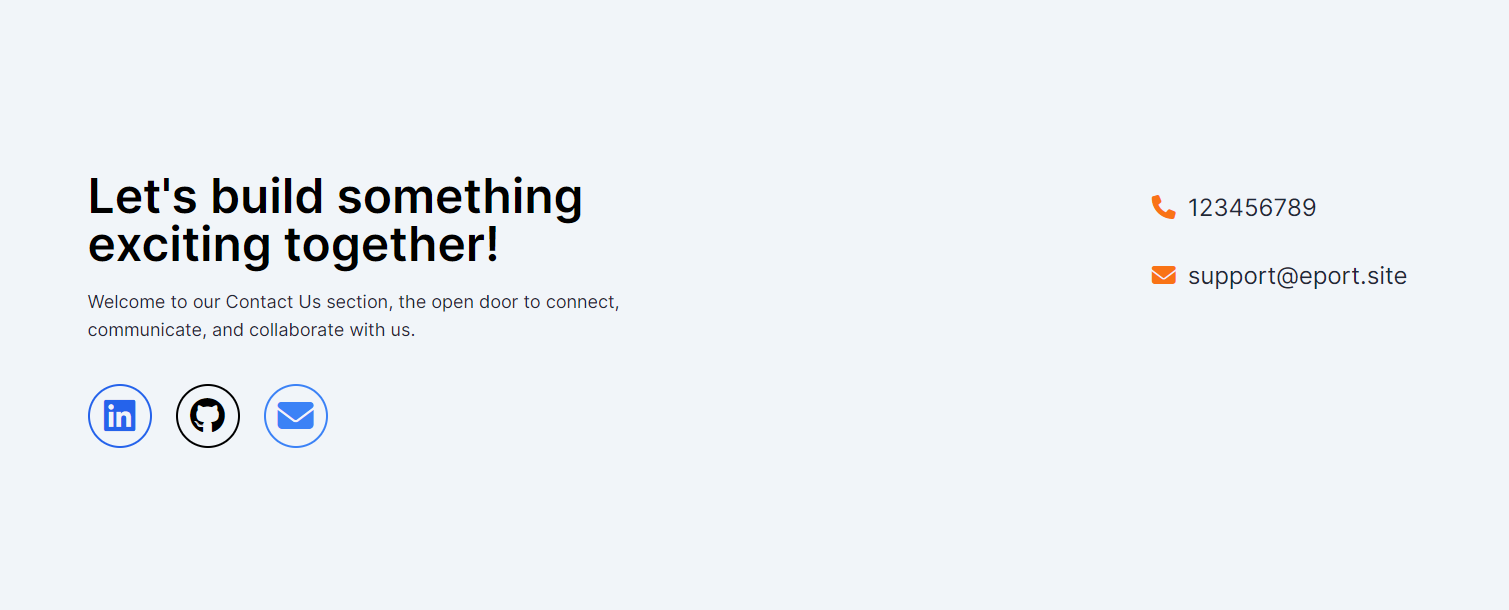 Let's build something
exciting together!
Welcome to our Contact Us section, the open door to connect,
communicate, and collaborate with us.
in
123456789
support@eport.site